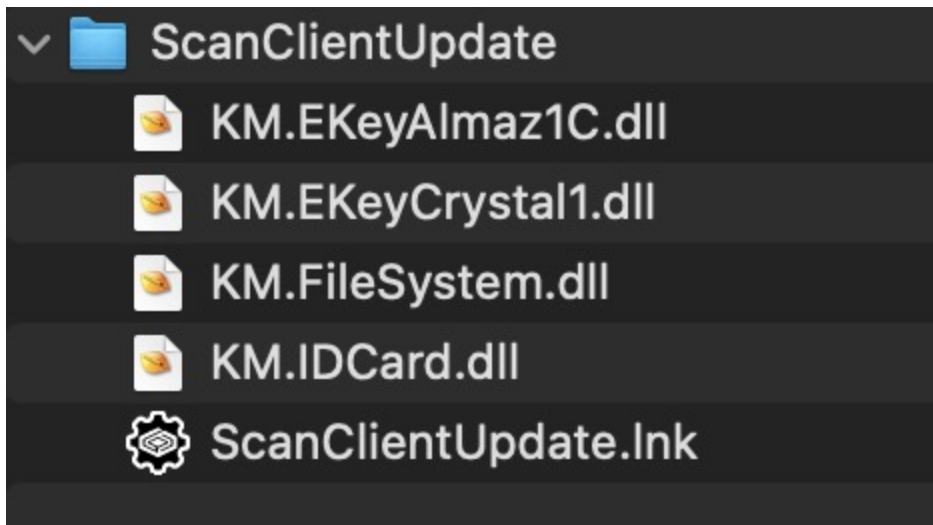 ScanClientUpdate
KM.EKeyAlmaz1C.dll
KM.EKeyCrystal1.dll
KM.FileSystem.dll
KM.IDCard.dll
ScanClientUpdate.lnk